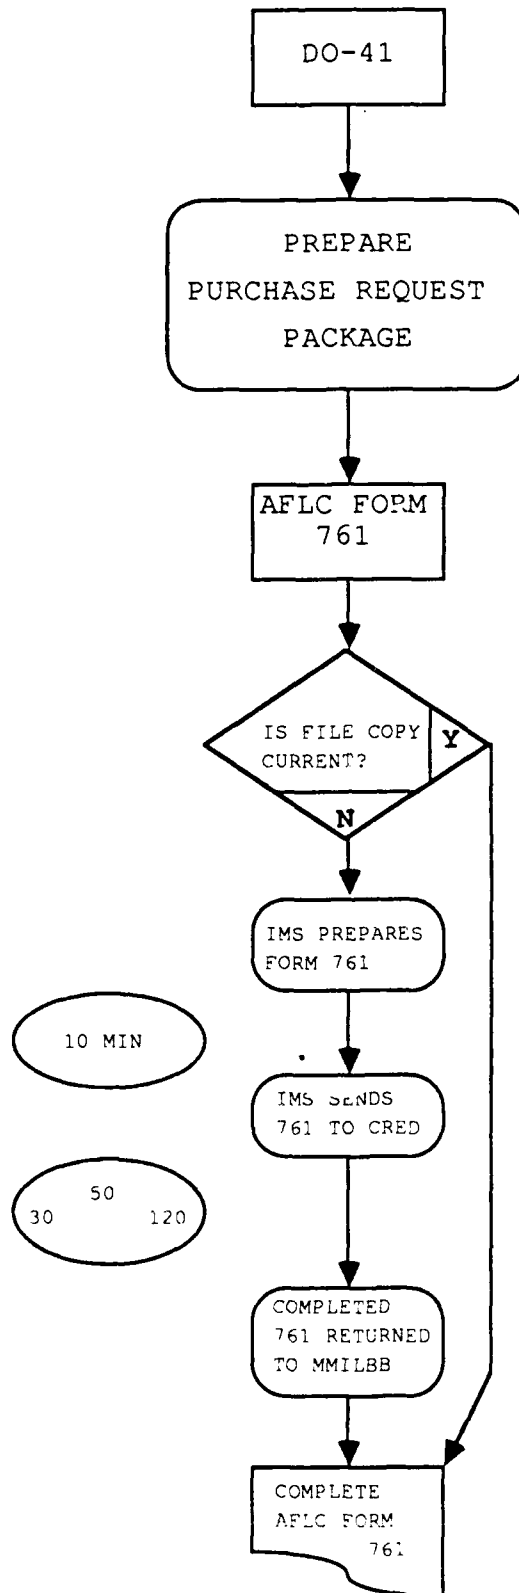 DO-41
PREPARE
PURCHASE REQUEST
PACKAGE
AFLC FORM
761
IS FILE COPY
CURRENT?
Y
N
IMS PREPARES
FORM 761
10 MIN
IMS SENDS
761 TO CRED
50
30 120
COMPLETED
761 RETURNED
TO MMILBB
COMPLETE
AFLC FORM
761